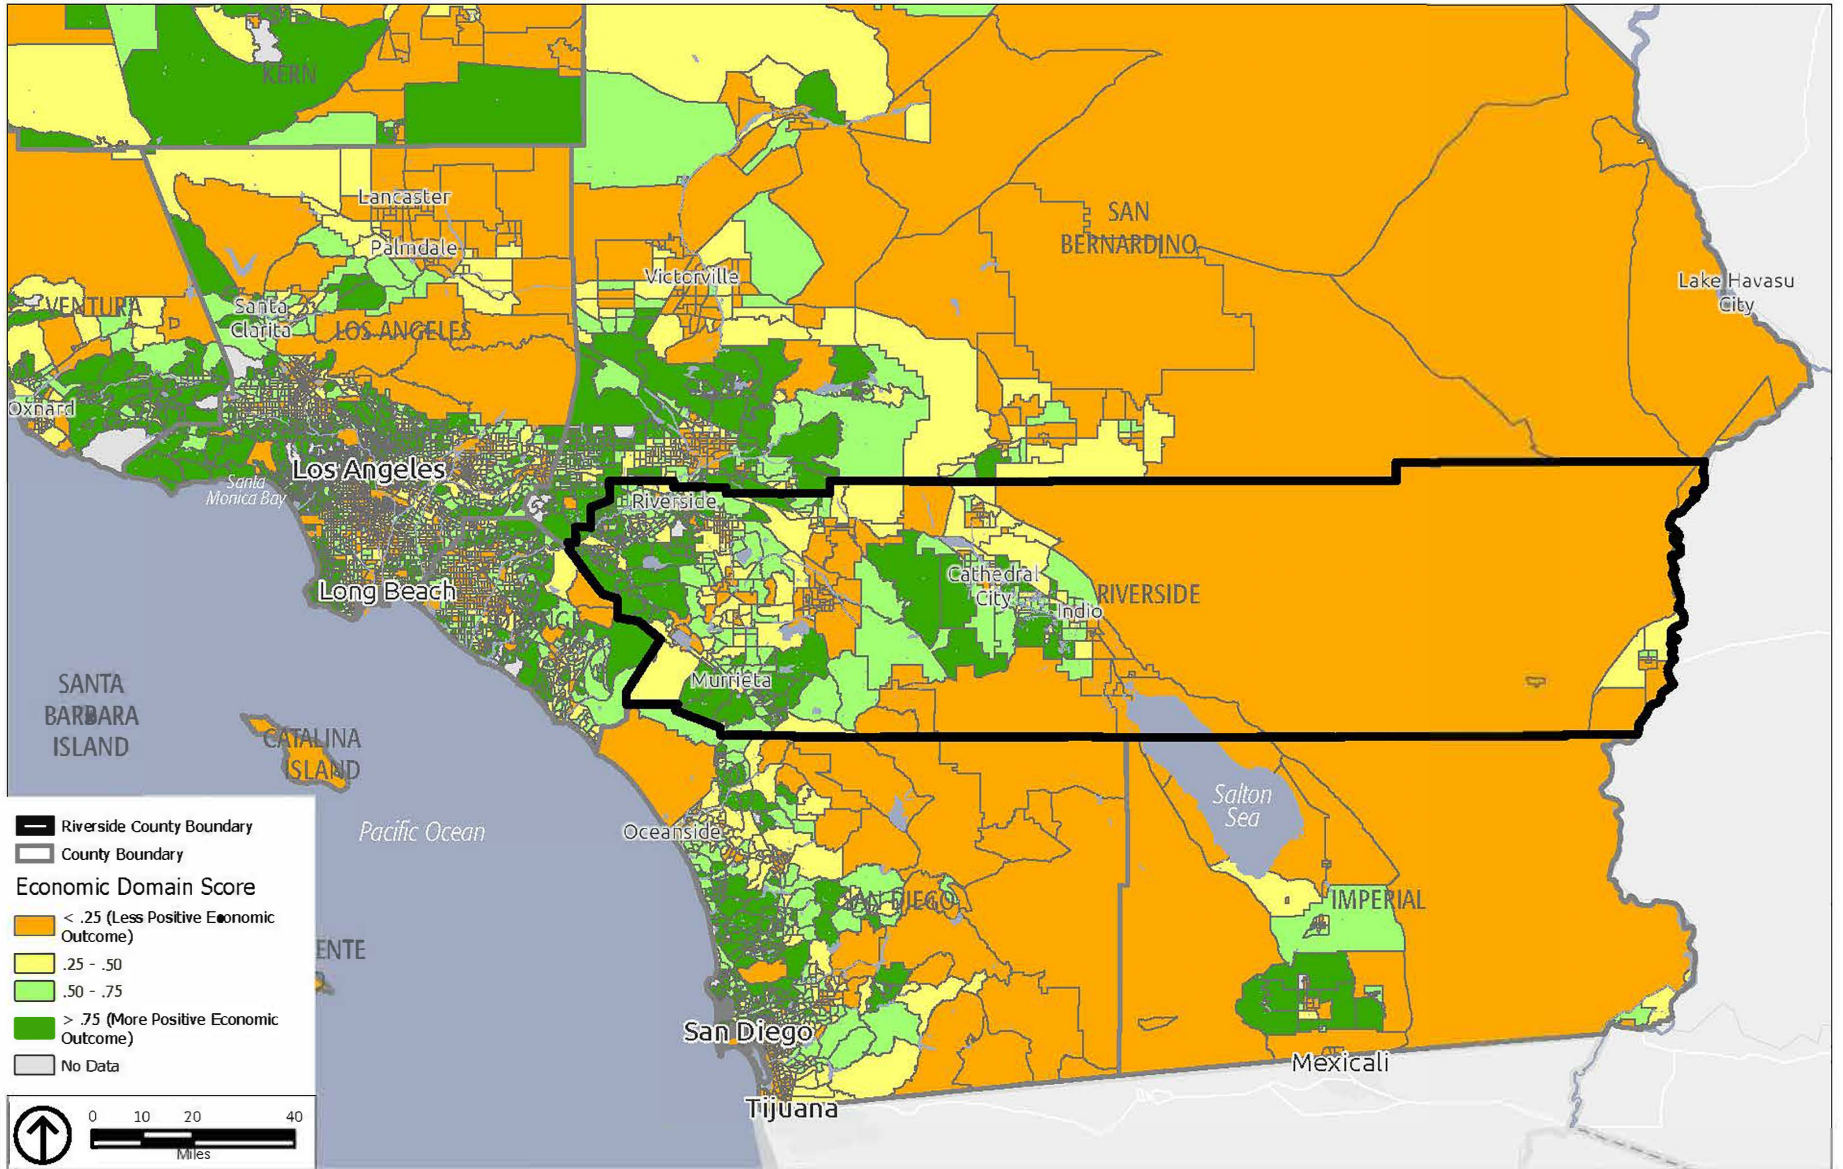 KERN
Lancaster
Palmdale
SAN
BERNARDINO
Victorville
Lake Havasu
City
VENTURA
Santa
Clarita
LOS ANGELES
Oxnard
Los Angeles
Santa
Monica Bay
Riverside
Long Beach
Cathedral
City
RIVERSIDE
Indio
Murrieta
SANTA
BARBARA
ISLAND
CATALINA
ISLAND
Salton
Sea
Pacific Ocean
Oceanside
SAN DIEGO
IMPERIAL
ENTE
San Diego
Mexicali
Tijuana
Riverside County Boundary
County Boundary
Economic Domain Score
< .25 (Less Positive Economic
Outcome)
.25 - .50
.50 - .75
> .75 (More Positive Economic
Outcome)
No Data
0 10 20 40
Miles